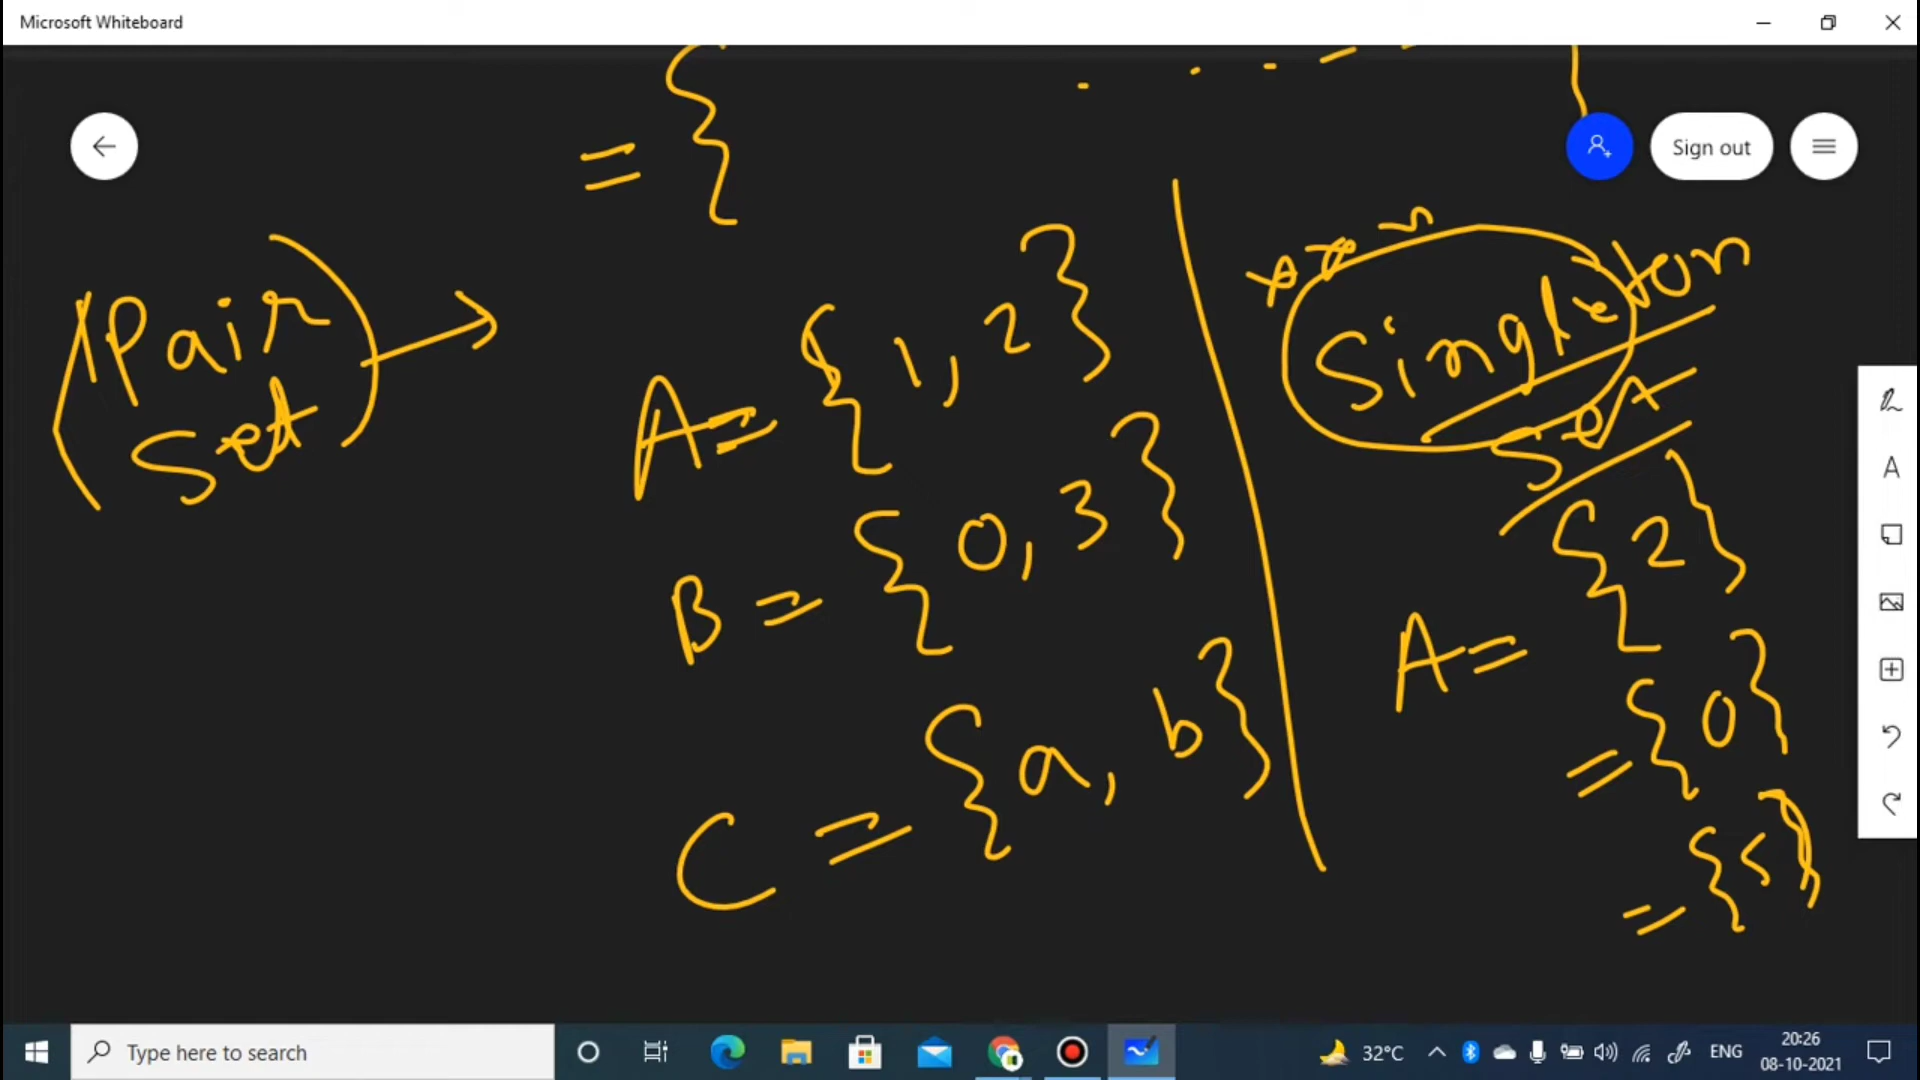 Microsoft Whiteboard
= {
Sign out
(Pair
Set) →
A = {1, 2}
B = {0, 3}
C = {a, b}
Singleton
Set
A = {2}
= {0}
= {5}
A
Type here to search
32°C
ENG
20:26
08-10-2021